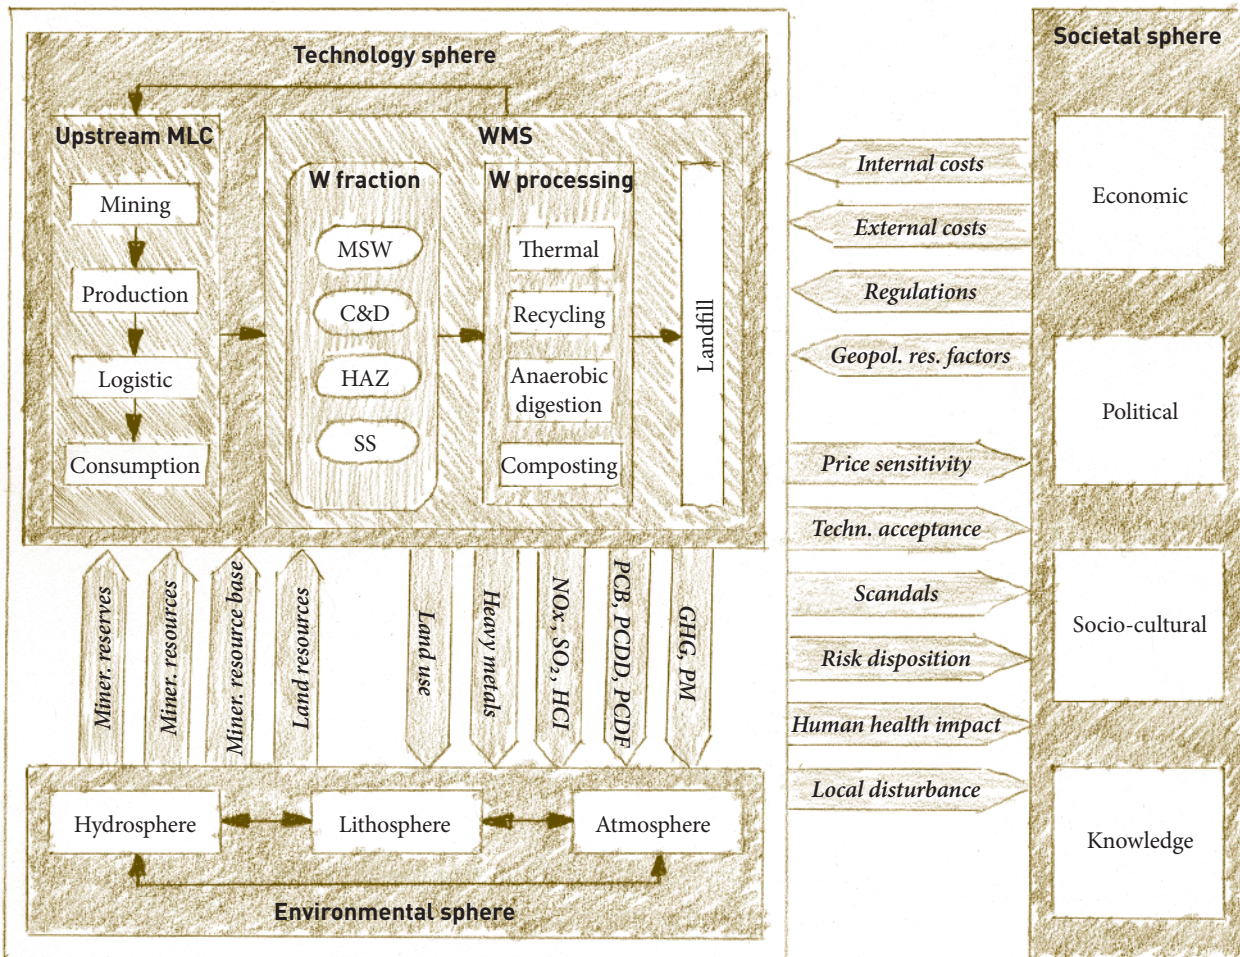 Technology sphere
Upstream MLC
Mining
Production
Logistic
Consumption
WMS
W fraction
MSW
C&D
HAZ
SS
W processing
Thermal
Recycling
Anaerobic
digestion
Composting
Landfill
Miner. reserves
Miner. resources
Miner. resource base
Land resources
Land use
Heavy metals
NOx, SO₂, HCI
PCB, PCDD, PCDF
GHG, PM
Hydrosphere
Lithosphere
Atmosphere
Environmental sphere
Internal costs
External costs
Regulations
Geopol. res. factors
Price sensitivity
Techn. acceptance
Scandals
Risk disposition
Human health impact
Local disturbance
Societal sphere
Economic
Political
Socio-cultural
Knowledge